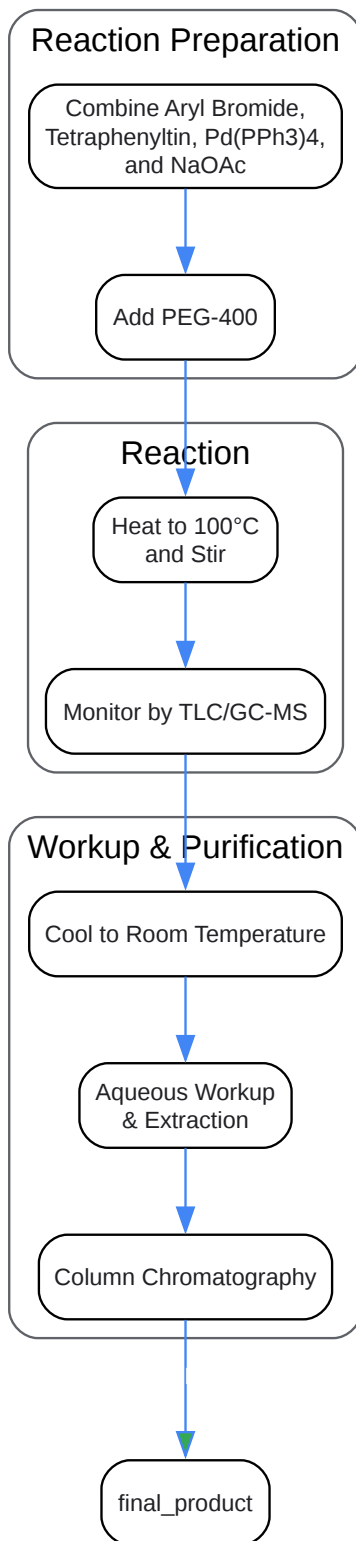 Reaction Preparation
Combine Aryl Bromide,
Tetraphenyltin, Pd(PPh3)4,
and NaOAc
Add PEG-400
Reaction
Heat to 100°C
and Stir
Monitor by TLC/GC-MS
Workup & Purification
Cool to Room Temperature
Aqueous Workup
& Extraction
Column Chromatography
final_product